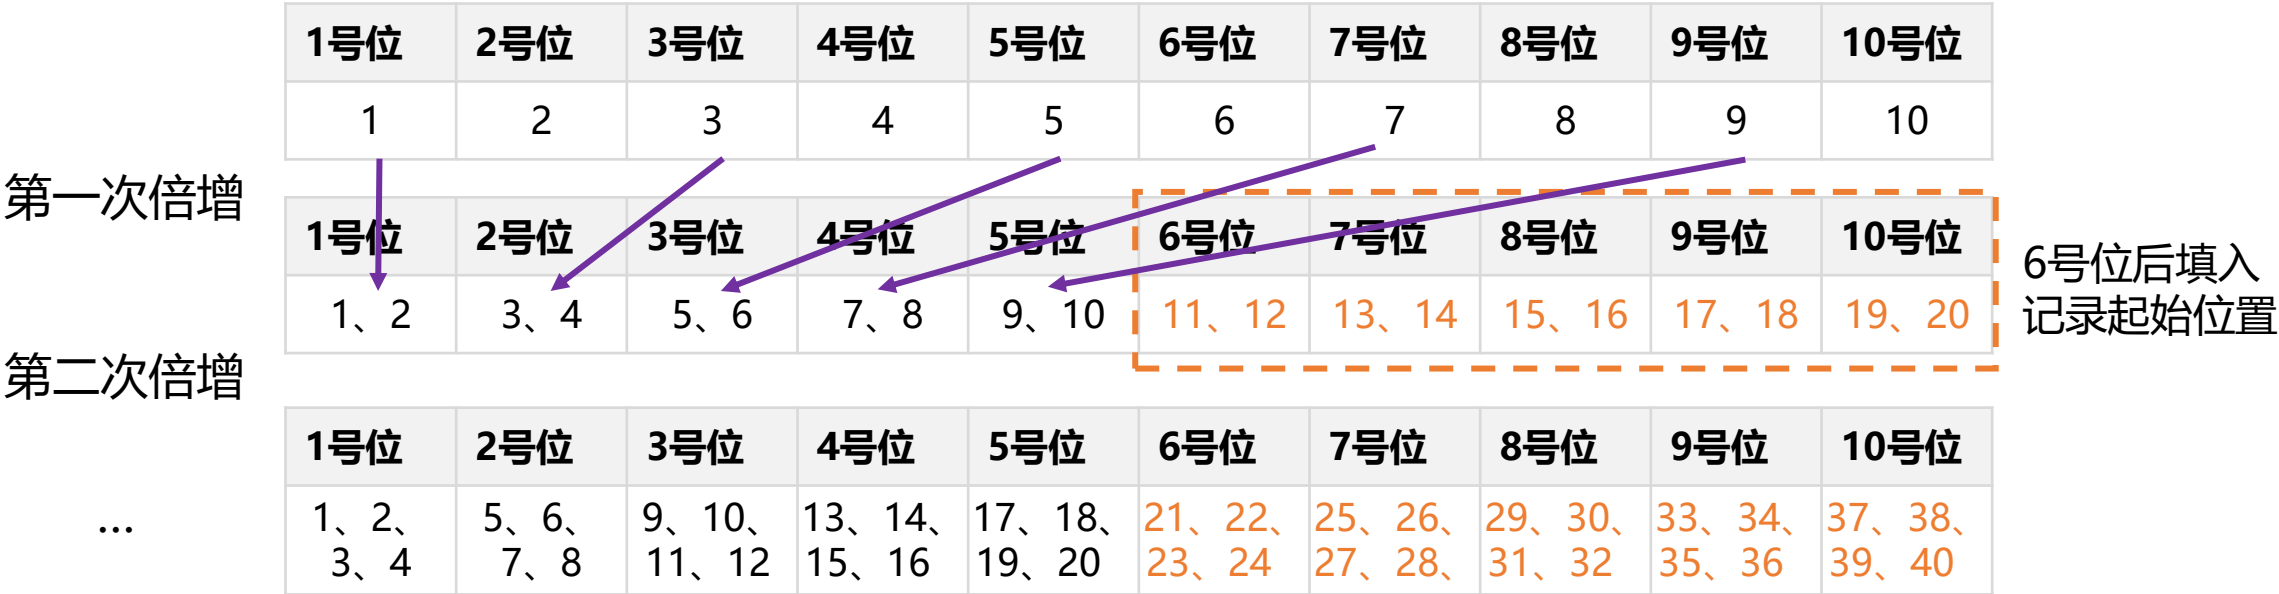 1号位 2号位 3号位 4号位 5号位 6号位 7号位 8号位 9号位 10号位
1 2 3 4 5 6 7 8 9 10
第一次倍增
1号位 2号位 3号位 4号位 5号位 6号位 7号位 8号位 9号位 10号位
1、2 3、4 5、6 7、8 9、10 11、12 13、14 15、16 17、18 19、20
6号位后填入
记录起始位置
第二次倍增
1号位 2号位 3号位 4号位 5号位 6号位 7号位 8号位 9号位 10号位
...
1、2、 5、6、 9、10、 13、14、 17、18、 21、22、 25、26、 29、30、 33、34、 37、38、
3、4 7、8 11、12 15、16 19、20 23、24 27、28、 31、32 35、36 39、40